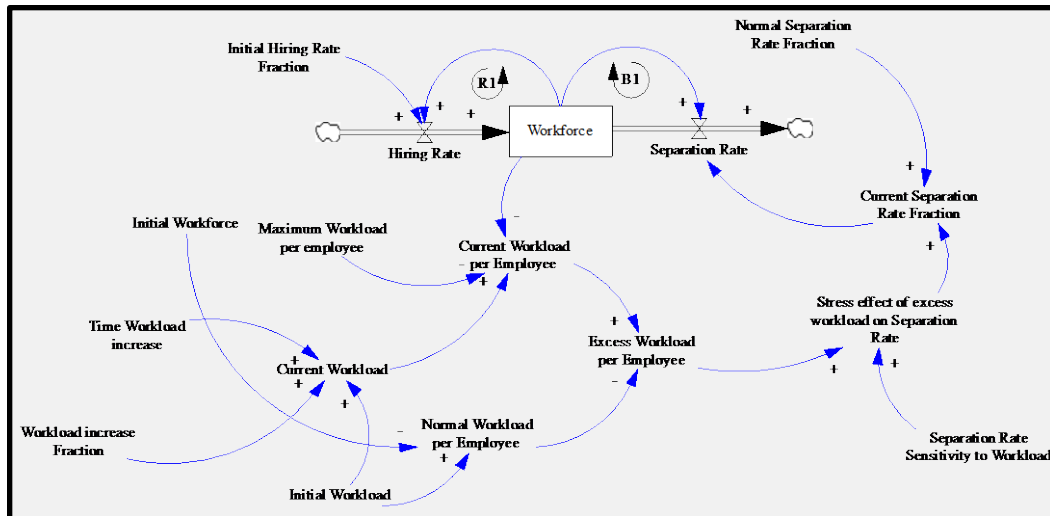 Initial Hiring Rate
Fraction
Normal Separation
Rate Fraction
R1
B1
+
+
+
Workforce
+
+
Hiring Rate
Separation Rate
+
Current Separation
Rate Fraction
+
Initial Workforce
Maximum Workload
per employee
-
Current Workload
per Employee
-
+
Stress effect of excess
workload on Separation
Rate
Time Workload
increase
+
Excess Workload
per Employee
-
+
+
+
+
Current Workload
+
Workload increase
Fraction
-
Normal Workload
per Employee
+
Separation Rate
Sensitivity to Workload
Initial Workload